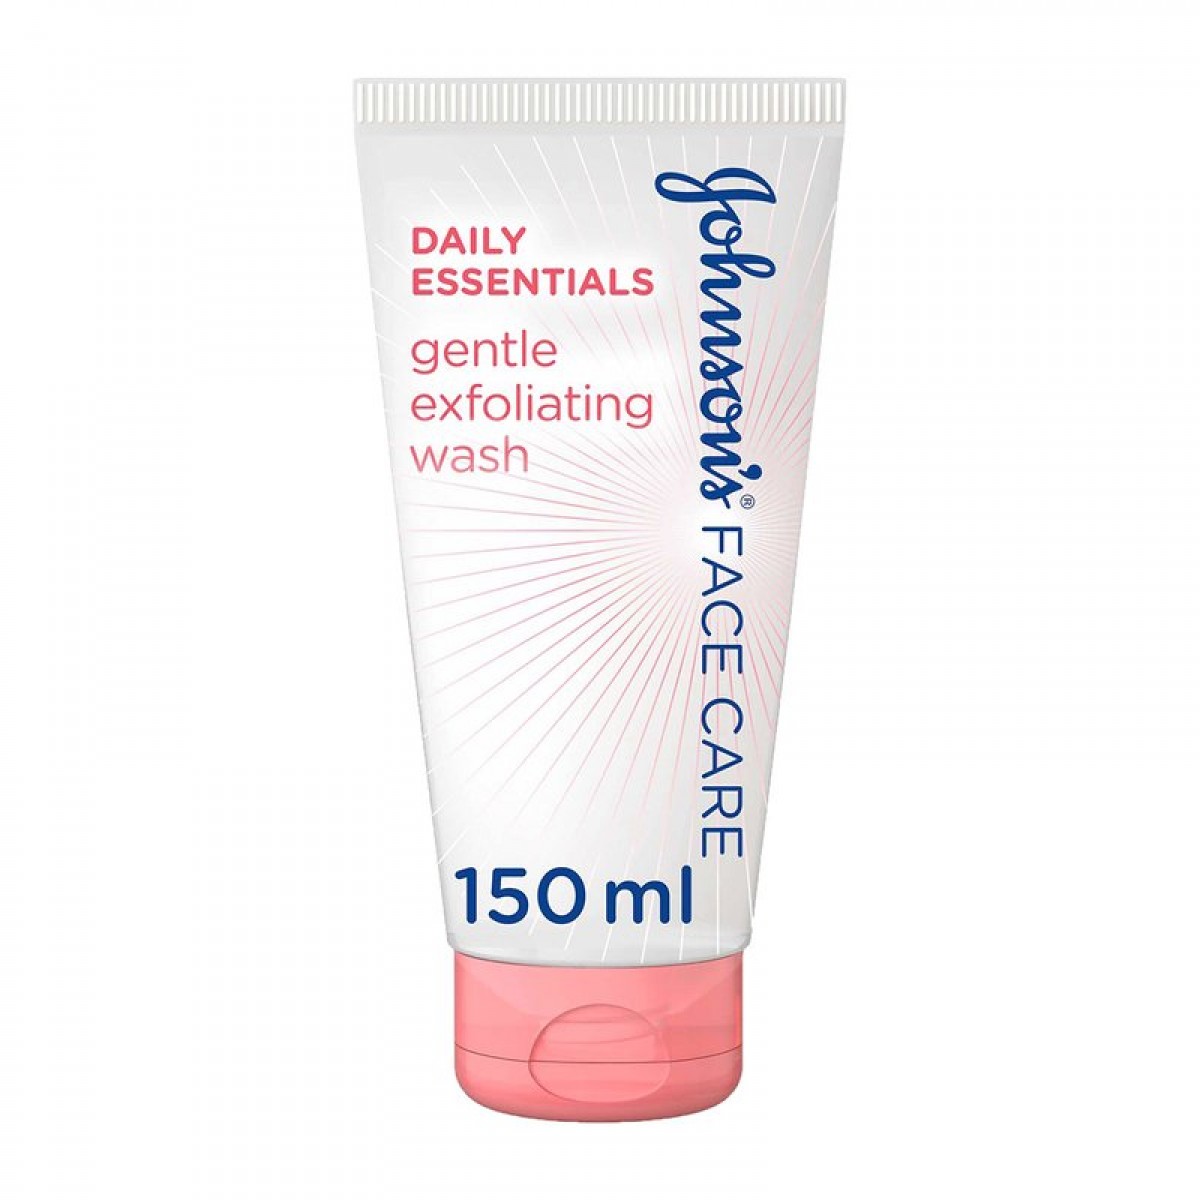 DAILY
ESSENTIALS
gentle
exfoliating
wash
Johnson's® FACE CARE
150 ml